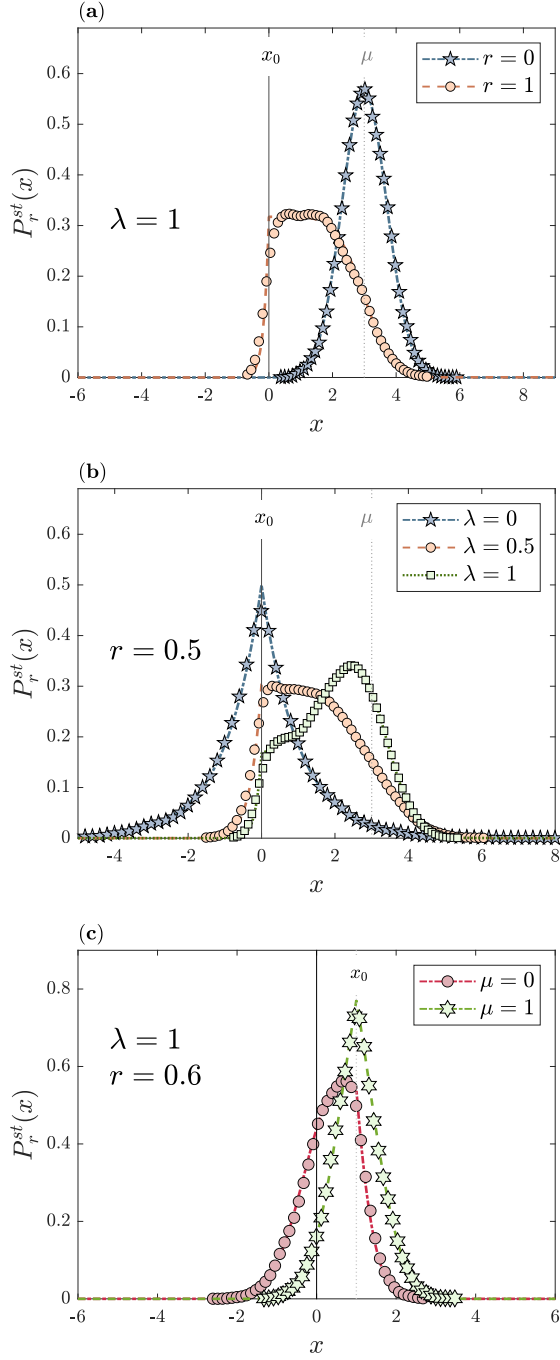 (a)
x₀ μ
r = 0
r = 1
λ = 1
P_r^{st}(x)
0.6
0.5
0.4
0.3
0.2
0.1
0
-6 -4 -2 0 2 4 6 8
x
(b)
x₀ μ
λ = 0
λ = 0.5
λ = 1
r = 0.5
P_r^{st}(x)
0.6
0.5
0.4
0.3
0.2
0.1
0
-4 -2 0 2 4 6 8
x
(c)
x₀
μ = 0
μ = 1
λ = 1
r = 0.6
P_r^{st}(x)
0.8
0.6
0.4
0.2
0
-6 -4 -2 0 2 4 6
x